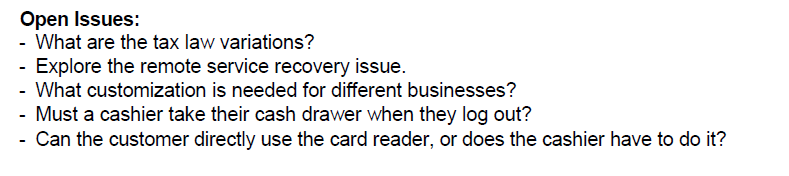 Open Issues:
- What are the tax law variations?
- Explore the remote service recovery issue.
- What customization is needed for different businesses?
- Must a cashier take their cash drawer when they log out?
- Can the customer directly use the card reader, or does the cashier have to do it?